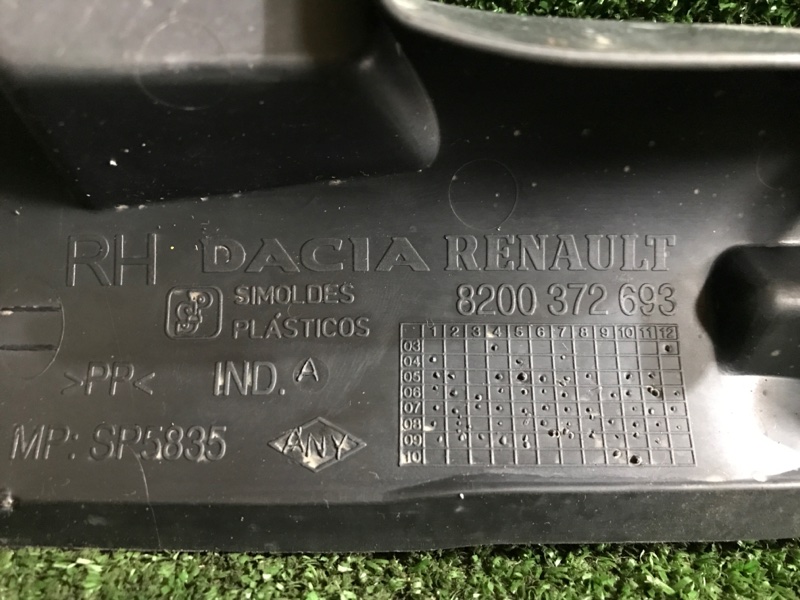 RH DACIA RENAULT
SIMOLDES 8200 372 693
PLÁSTICOS
1 2 3 4 5 6 7 8 9 10 11 12
03
04
05
>PP< IND. A 06
07
08
MP: SP5835 ANY 09
10